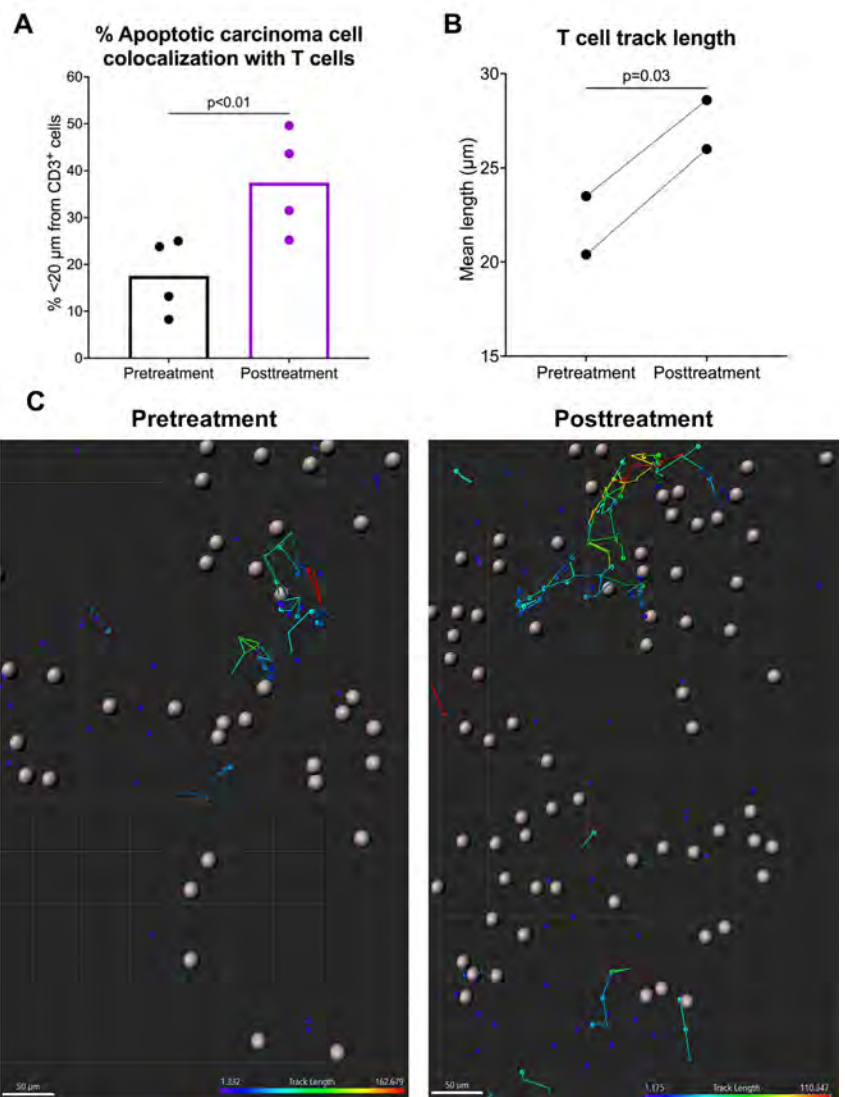 A
% Apoptotic carcinoma cell
colocalization with T cells
% <20 μm from CD3⁺ cells
60
50
40
30
20
10
0
p<0.01
Pretreatment
Posttreatment
B
T cell track length
Mean length (μm)
30
25
20
15
p=0.03
Pretreatment
Posttreatment
C
Pretreatment
Posttreatment
50 μm
1.332
Track Length
162.679
50 μm
1.175
Track Length
110.347